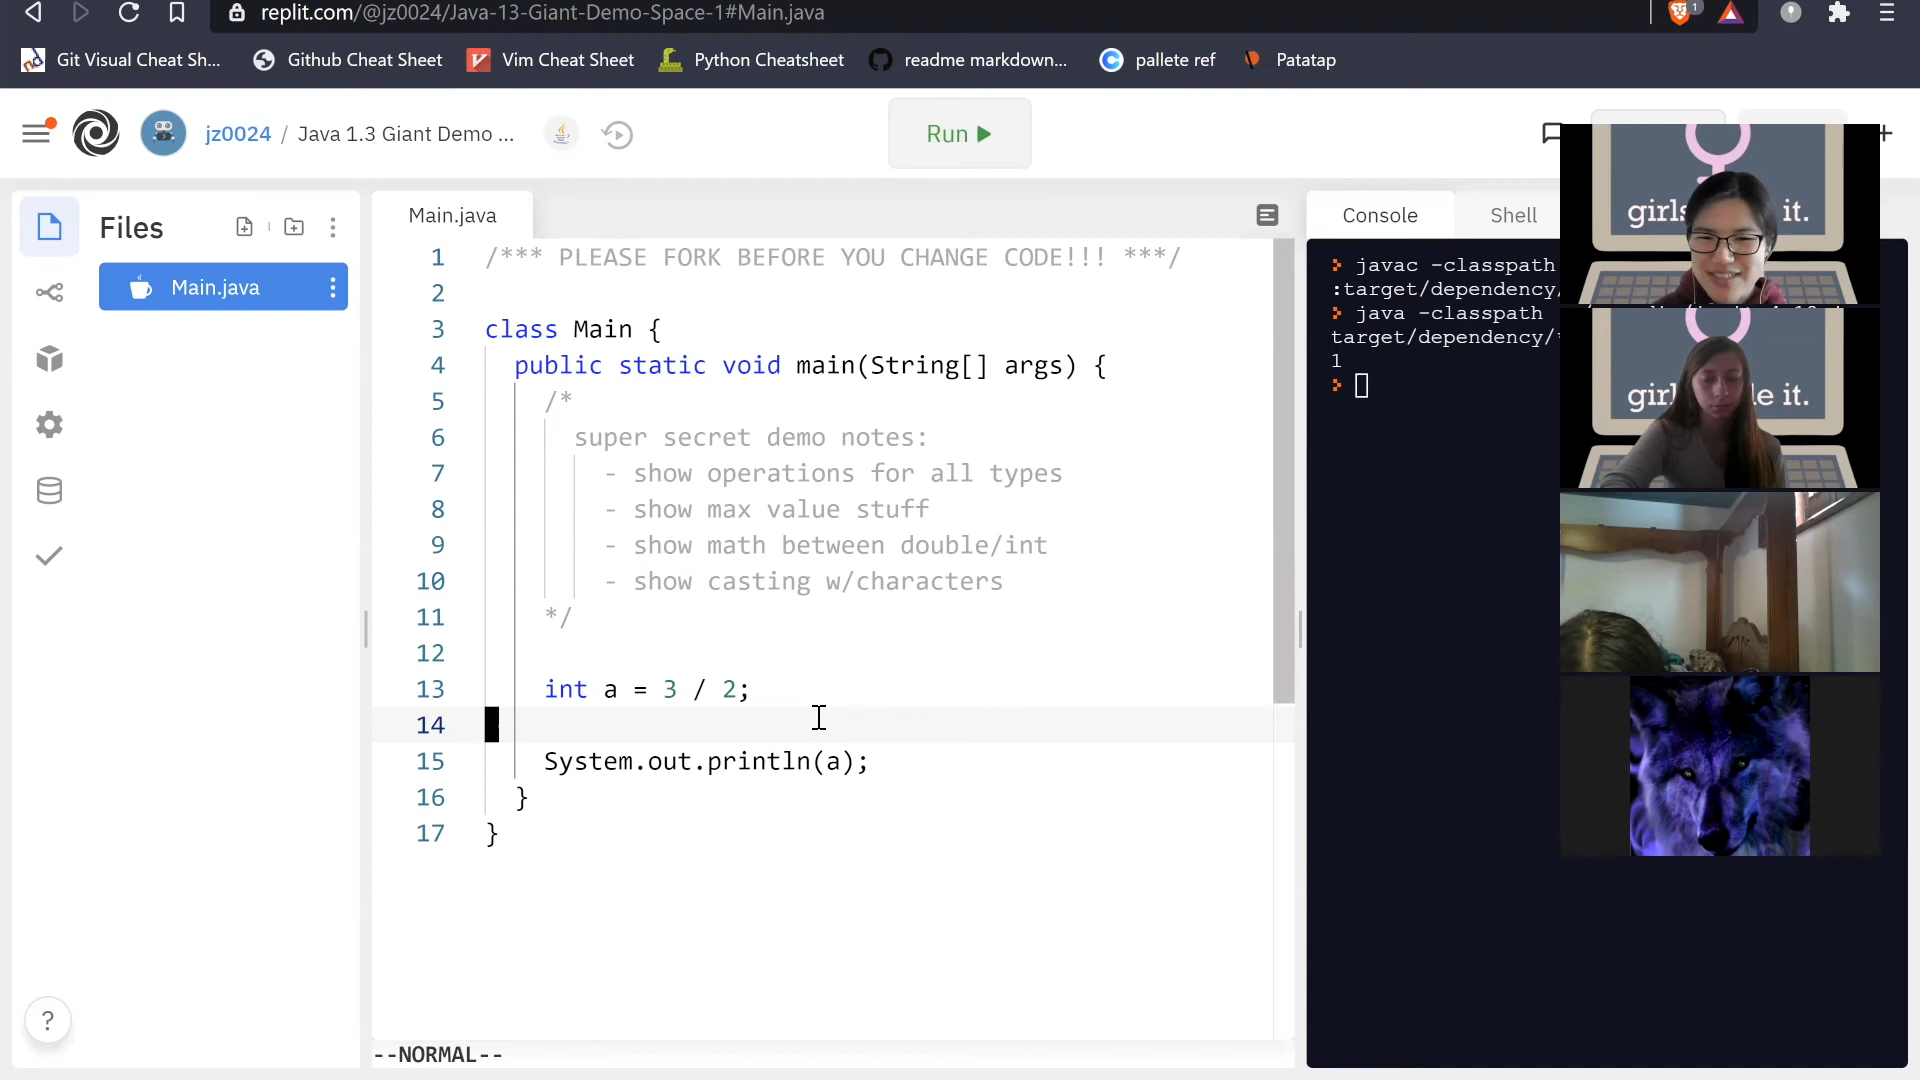 replit.com/@jz0024/Java-13-Giant-Demo-Space-1#Main.java
1
Git Visual Cheat Sh...
Github Cheat Sheet
Vim Cheat Sheet
Python Cheatsheet
readme markdown...
pallete ref
Patatap
jz0024 / Java 1.3 Giant Demo ...
Run
Files
Main.java
Main.java
Console
Shell
1 /*** PLEASE FORK BEFORE YOU CHANGE CODE!!! ***/
2
3 class Main {
4 public static void main(String[] args) {
5 /*
6 super secret demo notes:
7 - show operations for all types
8 - show max value stuff
9 - show math between double/int
10 - show casting w/characters
11 */
12
13 int a = 3 / 2;
14
15 System.out.println(a);
16 }
17 }
--NORMAL--
?
javac -classpath
:target/dependency/
java -classpath
target/dependency/
1
girls it.
it.